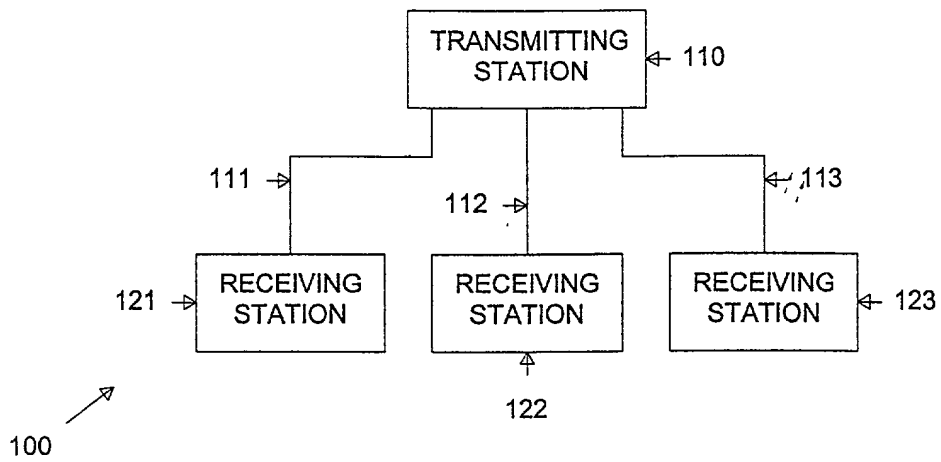 TRANSMITTING
STATION
110
111
112
113
121
RECEIVING
STATION
RECEIVING
STATION
RECEIVING
STATION
123
122
100